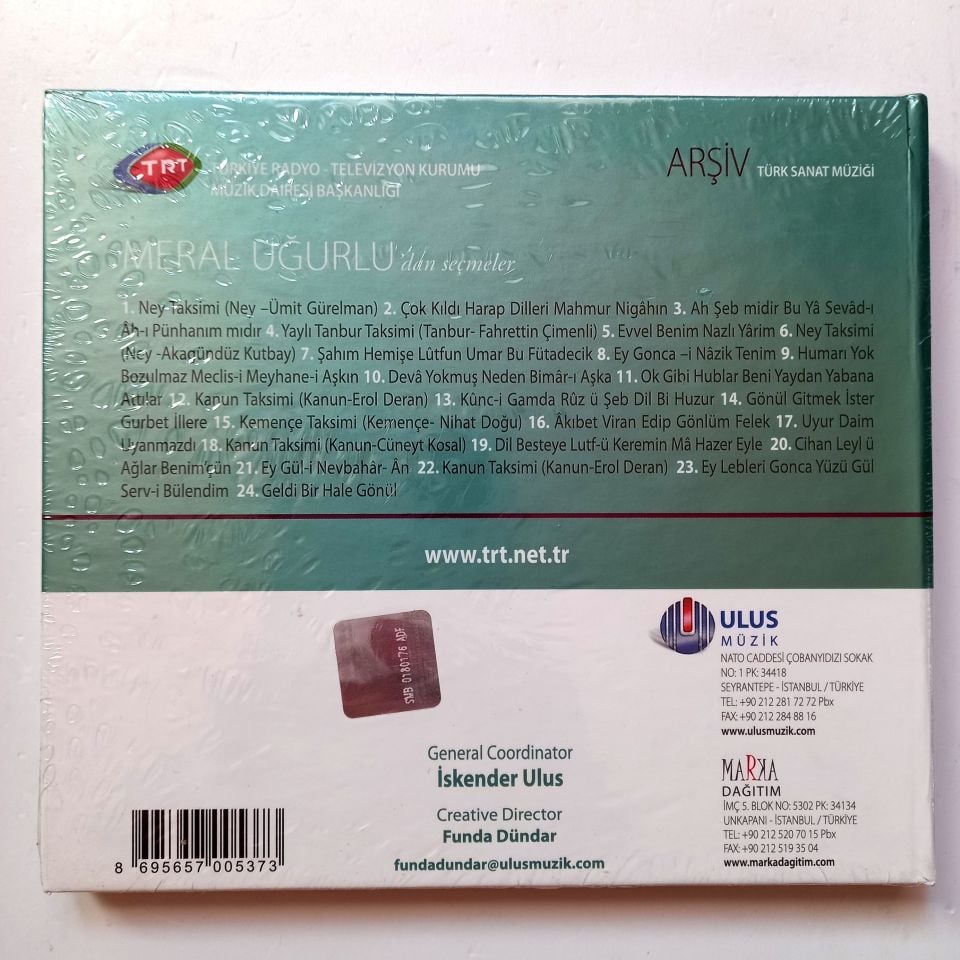 TRT
TÜRKİYE RADYO - TELEVİZYON KURUMU
MÜZİK DAİRESİ BAŞKANLIĞI
ARŞİV TÜRK SANAT MÜZİĞİ
MERAL UĞURLU'dan seçmeler
1. Ney Taksimi (Ney –Ümit Gürelman) 2. Çok Kıldı Harap Dilleri Mahmur Nigâhın 3. Ah Şeb midir Bu Yâ Sevâd-ı
Âh-ı Pünhanım mıdır 4. Yaylı Tanbur Taksimi (Tanbur- Fahrettin Çimenli) 5. Evvel Benim Nazlı Yârim 6. Ney Taksimi
(Ney -Akagündüz Kutbay) 7. Şahım Hemişe Lûtfun Umar Bu Fütadecik 8. Ey Gonca –i Nâzik Tenim 9. Humarı Yok
Bozulmaz Meclis-i Meyhane-i Aşkın 10. Devâ Yokmuş Neden Bimâr-ı Aşka 11. Ok Gibi Hublar Beni Yaydan Yabana
Attılar 12. Kanun Taksimi (Kanun-Erol Deran) 13. Kûnc-i Gamda Rûz ü Şeb Dil Bi Huzur 14. Gönül Gitmek İster
Gurbet İllere 15. Kemençe Taksimi (Kemençe- Nihat Doğu) 16. Âkıbet Viran Edip Gönlüm Felek 17. Uyur Daim
Uyanmazdı 18. Kanun Taksimi (Kanun-Cüneyt Kosal) 19. Dil Besteye Lutf-ü Keremin Mâ Hazer Eyle 20. Cihan Leyl ü
Ağlar Benim'çün 21. Ey Gül-i Nevbahâr- Ân 22. Kanun Taksimi (Kanun-Erol Deran) 23. Ey Lebleri Gonca Yüzü Gül
Serv-i Bülendim 24. Geldi Bir Hale Gönül
www.trt.net.tr
SMB 0180176 ADF
ULUS
MÜZİK
NATO CADDESİ ÇOBANYIDIZI SOKAK
NO: 1 PK: 34418
SEYRANTEPE - İSTANBUL / TÜRKİYE
TEL: +90 212 281 72 72 Pbx
FAX: +90 212 284 88 16
www.ulusmuzik.com
General Coordinator
İskender Ulus
Creative Director
Funda Dündar
fundadundar@ulusmuzik.com
MARKA
DAĞITIM
İMÇ 5. BLOK NO: 5302 PK: 34134
UNKAPANI - İSTANBUL / TÜRKİYE
TEL: +90 212 520 70 15 Pbx
FAX: +90 212 519 35 04
www.markadagitim.com
8 695657 005373